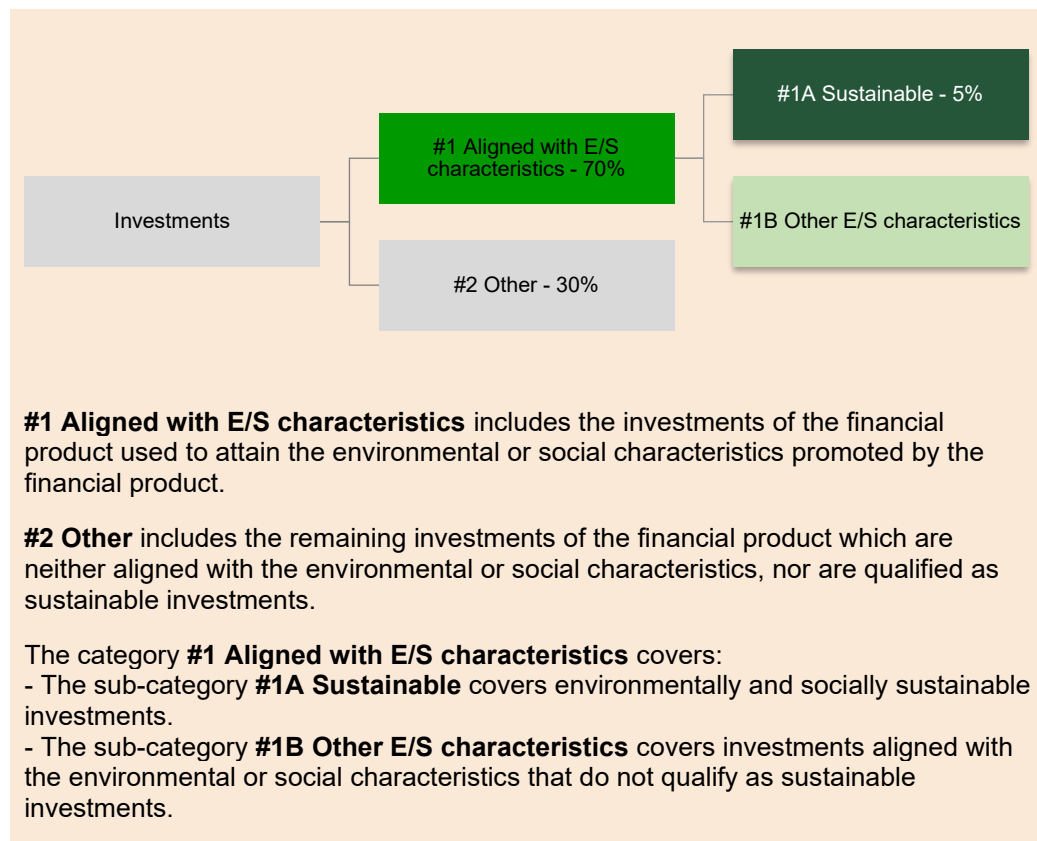 #1A Sustainable - 5%
#1 Aligned with E/S
characteristics - 70%
Investments
#1B Other E/S characteristics
#2 Other - 30%
#1 Aligned with E/S characteristics includes the investments of the financial
product used to attain the environmental or social characteristics promoted by the
financial product.
#2 Other includes the remaining investments of the financial product which are
neither aligned with the environmental or social characteristics, nor are qualified as
sustainable investments.
The category #1 Aligned with E/S characteristics covers:
- The sub-category #1A Sustainable covers environmentally and socially sustainable
investments.
- The sub-category #1B Other E/S characteristics covers investments aligned with
the environmental or social characteristics that do not qualify as sustainable
investments.